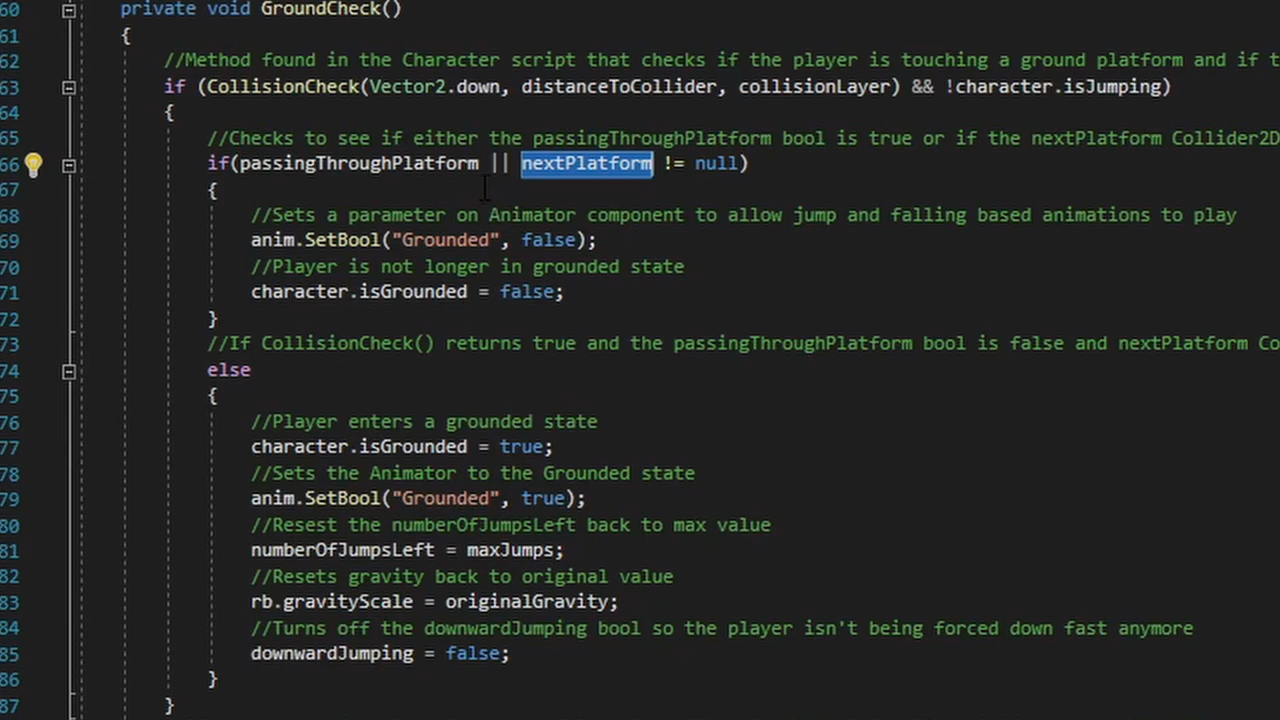 60 private void GroundCheck()
61 {
62 //Method found in the Character script that checks if the player is touching a ground platform and if t
63 if (CollisionCheck(Vector2.down, distanceToCollider, collisionLayer) && !character.isJumping)
64 {
65 //Checks to see if either the passingThroughPlatform bool is true or if the nextPlatform Collider2D
66 if(passingThroughPlatform || nextPlatform != null)
67 {
68 //Sets a parameter on Animator component to allow jump and falling based animations to play
69 anim.SetBool("Grounded", false);
70 //Player is not longer in grounded state
71 character.isGrounded = false;
72 }
73 //If CollisionCheck() returns true and the passingThroughPlatform bool is false and nextPlatform Co
74 else
75 {
76 //Player enters a grounded state
77 character.isGrounded = true;
78 //Sets the Animator to the Grounded state
79 anim.SetBool("Grounded", true);
80 //Resest the numberOfJumpsLeft back to max value
81 numberOfJumpsLeft = maxJumps;
82 //Resets gravity back to original value
83 rb.gravityScale = originalGravity;
84 //Turns off the downwardJumping bool so the player isn't being forced down fast anymore
85 downwardJumping = false;
86 }
87 }